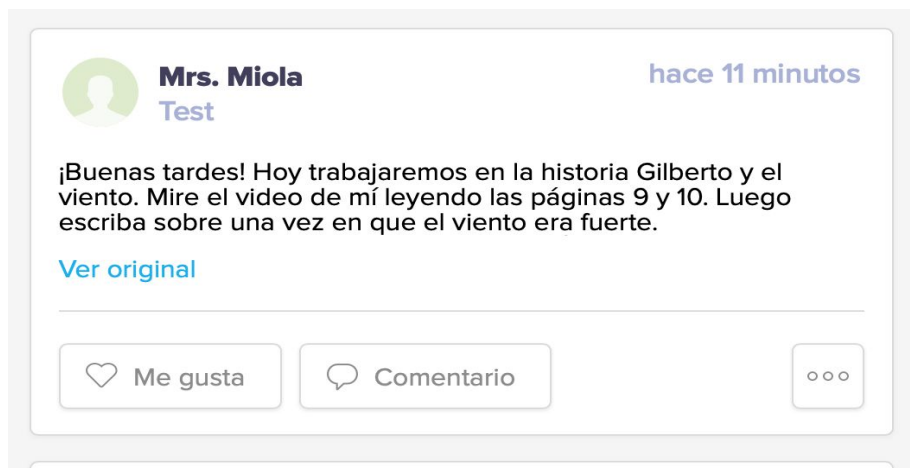 Mrs. Miola
hace 11 minutos
Test
¡Buenas tardes! Hoy trabajaremos en la historia Gilberto y el
viento. Mire el video de mí leyendo las páginas 9 y 10. Luego
escriba sobre una vez en que el viento era fuerte.
Ver original
Me gusta
Comentario